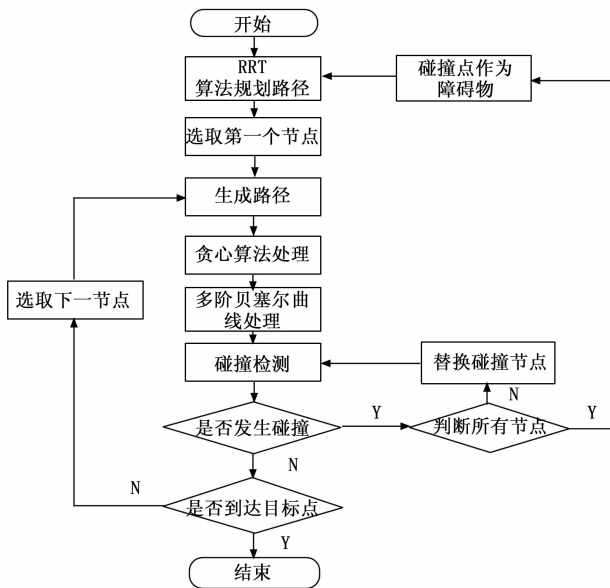 开始
RRT
算法规划路径
碰撞点作为
障碍物
选取第一个节点
生成路径
贪心算法处理
选取下一节点
多阶贝塞尔曲
线处理
碰撞检测
替换碰撞节点
N
是否发生碰撞
Y
判断所有节点
Y
N
N
是否到达目标点
Y
结束